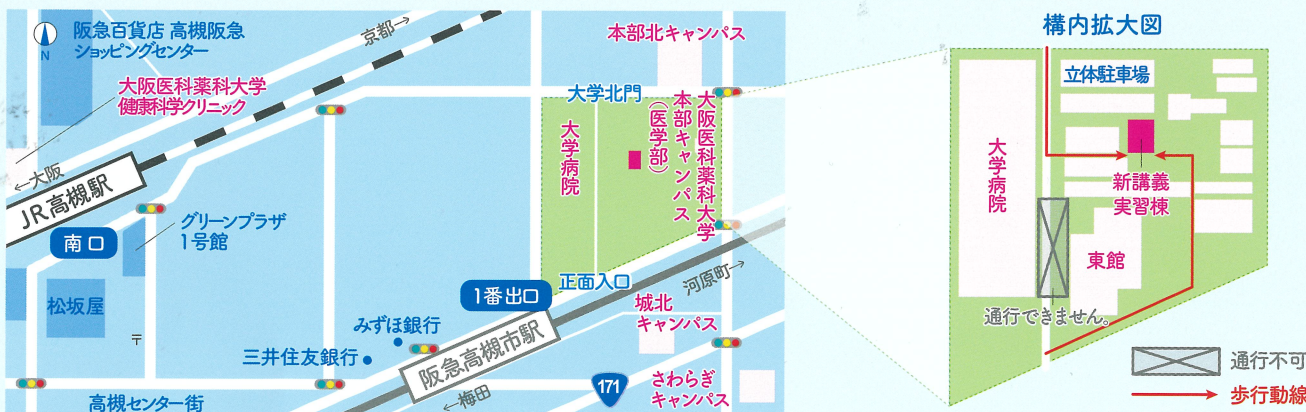 N
阪急百貨店 高槻阪急
ショッピングセンター
大阪医科薬科大学
健康科学クリニック
京都→
本部北キャンパス
大学北門
大学病院
大阪医科薬科大学
本部キャンパス
(医学部)
←大阪
JR高槻駅
南口
グリーンプラザ
1号館
松坂屋
〒
1番出口
正面入口
河原町→
城北
キャンパス
みずほ銀行
三井住友銀行
阪急高槻市駅
←梅田
171
さわらぎ
キャンパス
高槻センター街
構内拡大図
立体駐車場
大学病院
新講義
実習棟
東館
通行できません。
通行不可
歩行動線